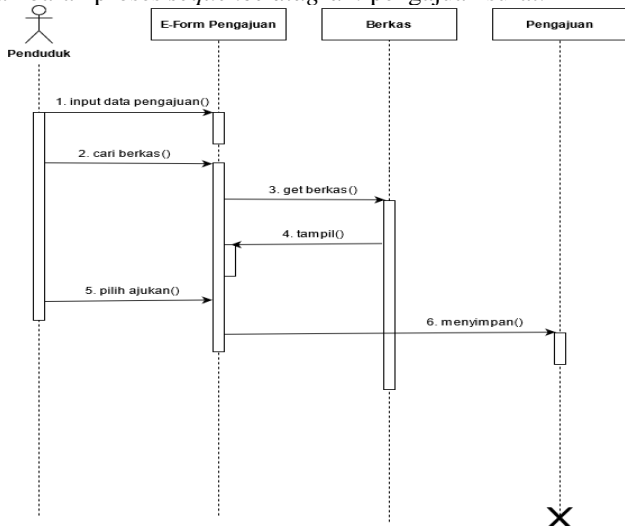 E-Form Pengajuan
Berkas
Pengajuan
Penduduk
1. input data pengajuan()
2. cari berkas()
3. get berkas()
4. tampil()
5. pilih ajukan()
6. menyimpan()